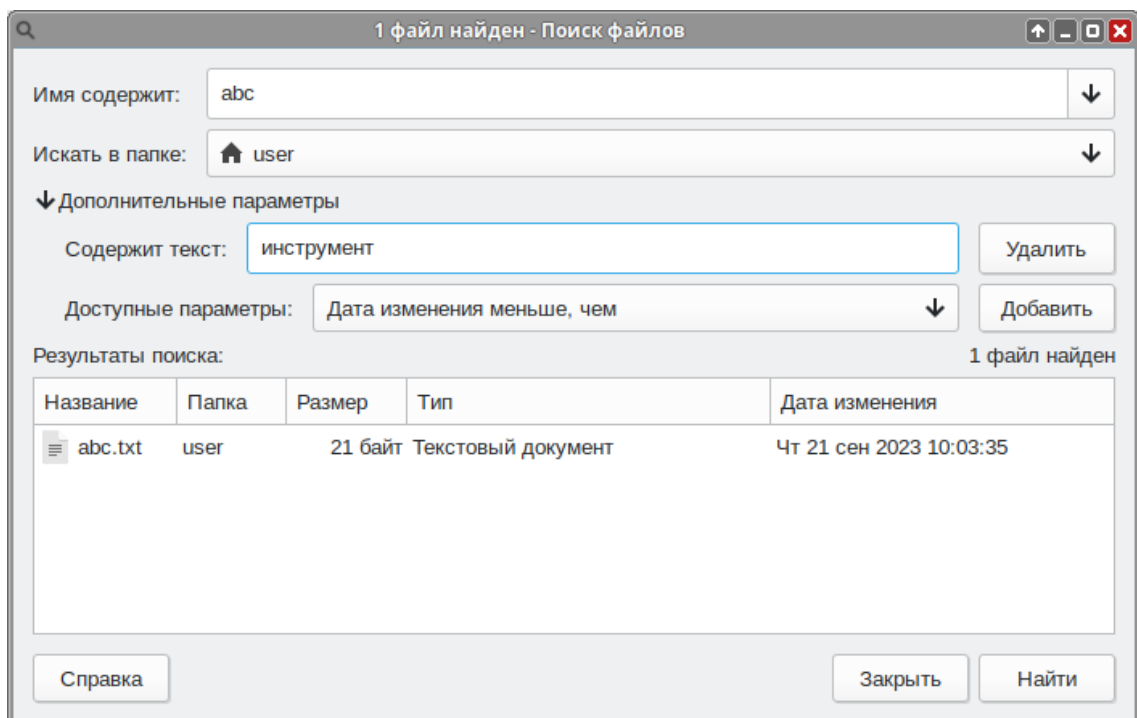 1 файл найден - Поиск файлов
Имя содержит: abc
Искать в папке: user
Дополнительные параметры
Содержит текст: инструмент Удалить
Доступные параметры: Дата изменения меньше, чем Добавить
Результаты поиска: 1 файл найден
Название Папка Размер Тип Дата изменения
abc.txt user 21 байт Текстовый документ Чт 21 сен 2023 10:03:35
Справка Закрыть Найти